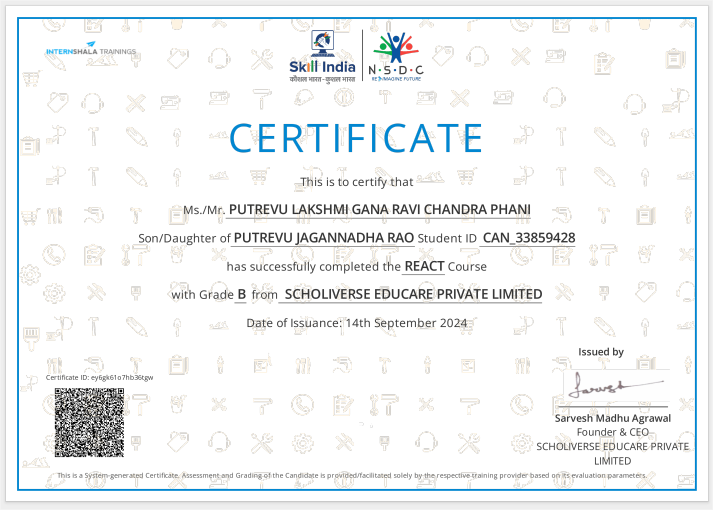 INTERNSHALA TRAININGS
Skill India
कौशल भारत-कुशल भारत
N·S·D·C
RE-IMAGINE FUTURE
CERTIFICATE
This is to certify that
Ms./Mr. PUTREVU LAKSHMI GANA RAVI CHANDRA PHANI
Son/Daughter of PUTREVU JAGANNADHA RAO Student ID CAN_33859428
has successfully completed the REACT Course
with Grade B from SCHOLIVERSE EDUCARE PRIVATE LIMITED
Date of Issuance: 14th September 2024
Issued by
Certificate ID: ey6gk61o7hb36tgw
Sarvesh
Sarvesh Madhu Agrawal
Founder & CEO
SCHOLIVERSE EDUCARE PRIVATE
LIMITED
This is a System-generated Certificate. Assessment and Grading of the Candidate is provided/facilitated solely by the respective training provider based on its evaluation parameters.